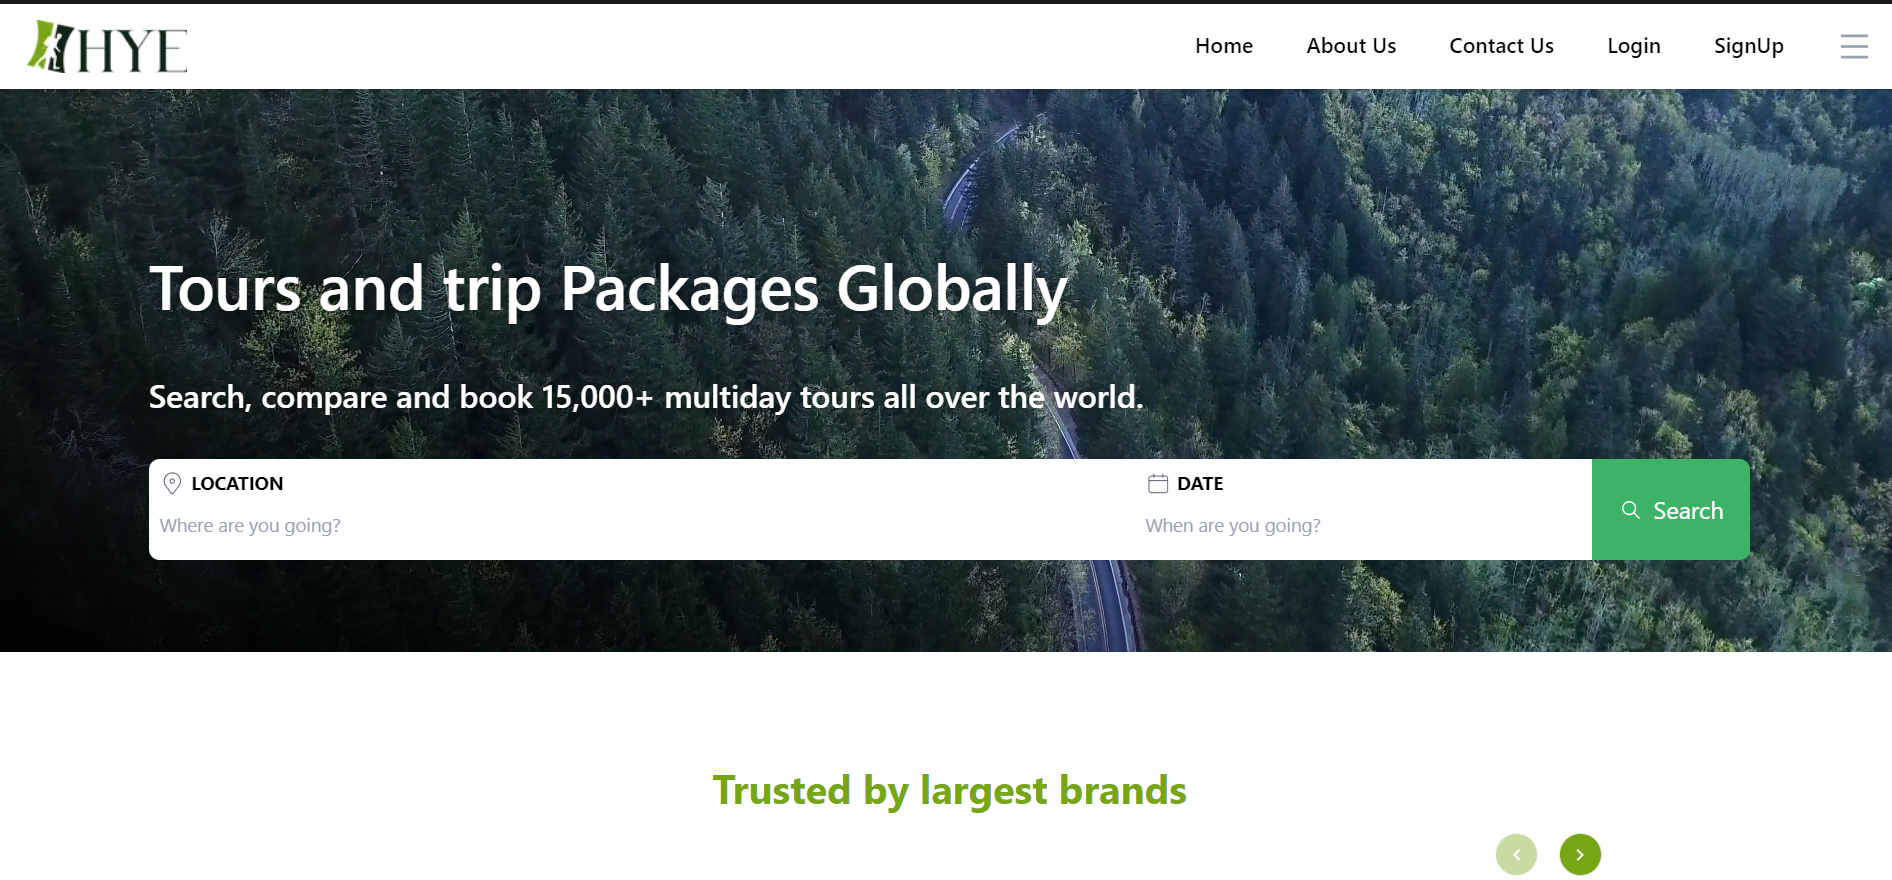 HYE
Home About Us Contact Us Login SignUp
Tours and trip Packages Globally
Search, compare and book 15,000+ multiday tours all over the world.
LOCATION
Where are you going?
DATE
When are you going?
Search
Trusted by largest brands